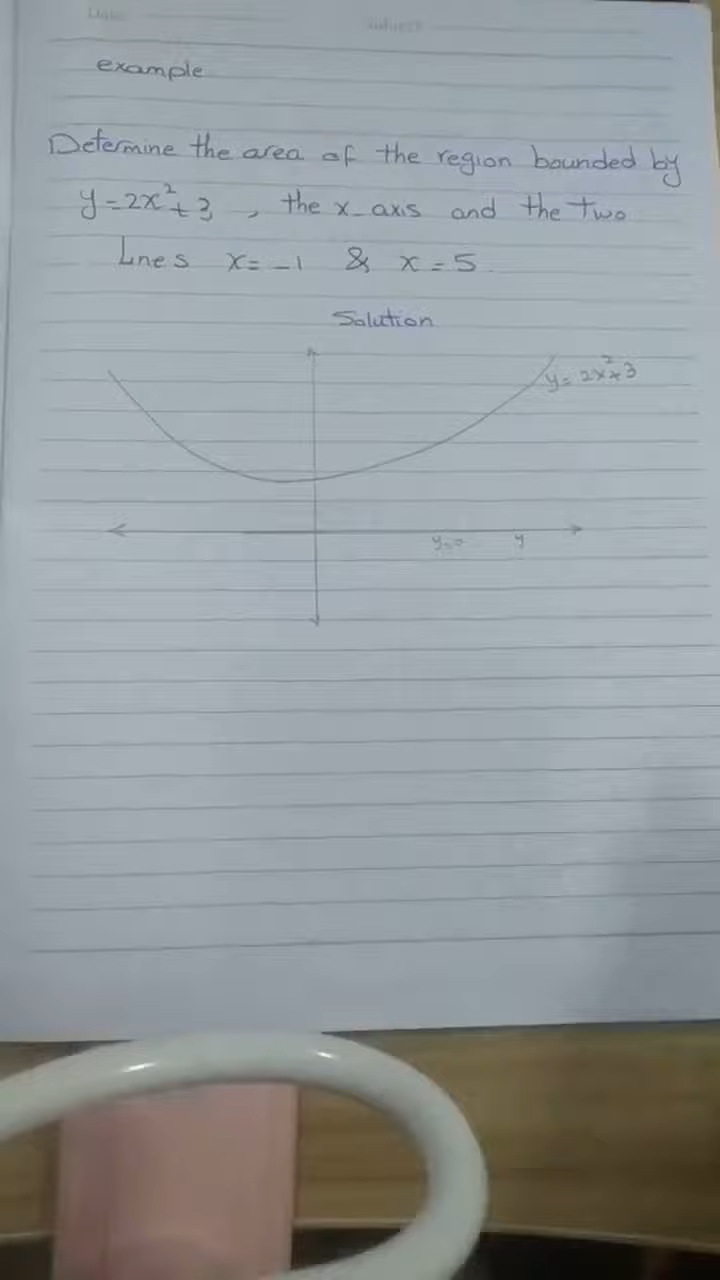 example
Determine the area of the region bounded by
y=2x²+3, the x-axis and the two
Lines x=-1 & x=5.
Solution
y=2x²+3
y=0 y